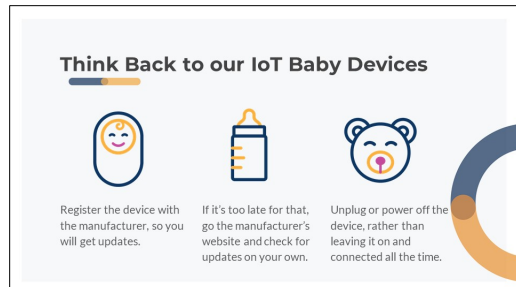 Think Back to our IoT Baby Devices
Register the device with
the manufacturer, so you
will get updates.
If it's too late for that,
go the manufacturer's
website and check for
updates on your own.
Unplug or power off the
device, rather than
leaving it on and
connected all the time.